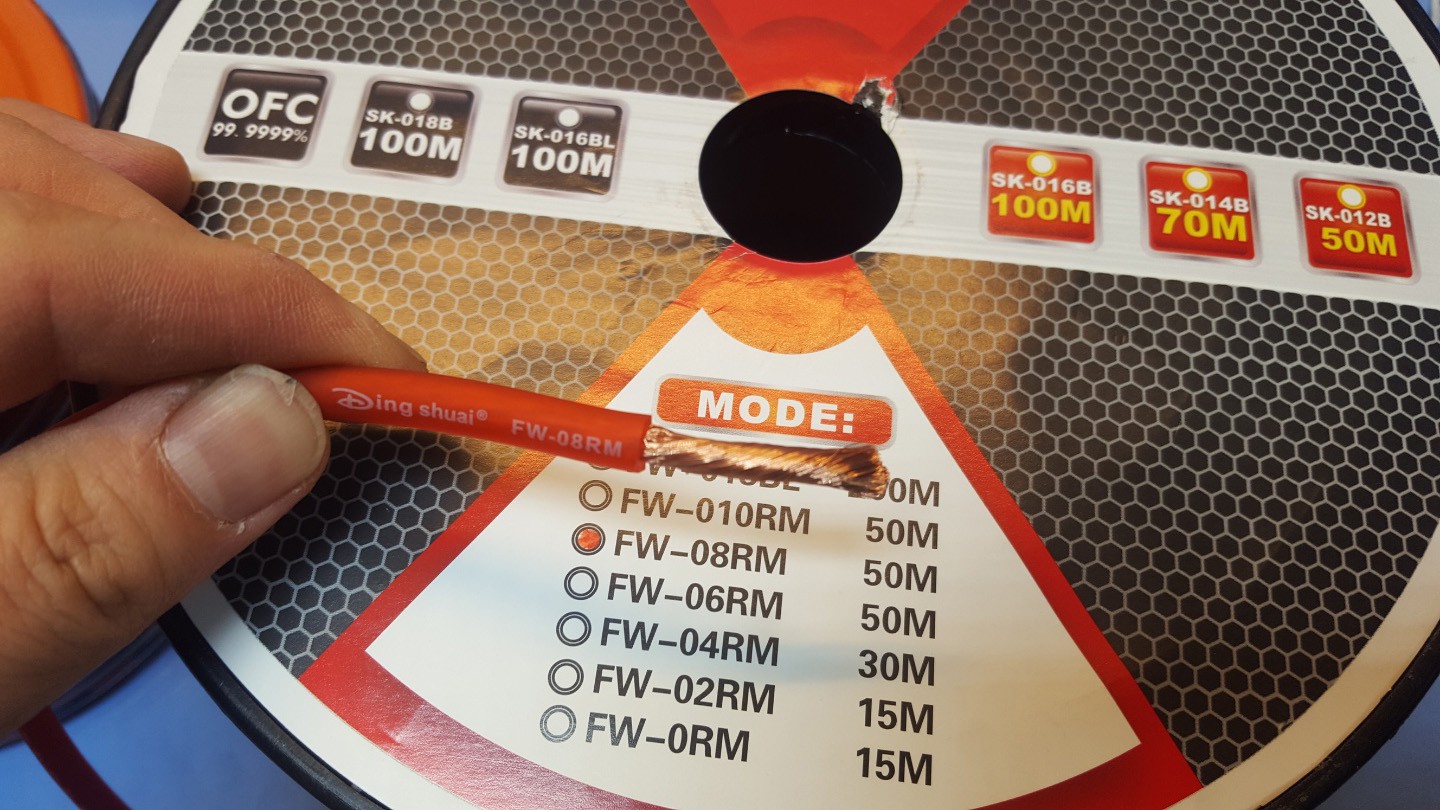 OFC
99.9999%
SK-018B
100M
SK-016BL
100M
SK-016B
100M
SK-014B
70M
SK-012B
50M
MODE:
Ding shuai® FW-08RM
FW-010RM 50M
FW-08RM 50M
FW-06RM 50M
FW-04RM 30M
FW-02RM 15M
FW-0RM 15M